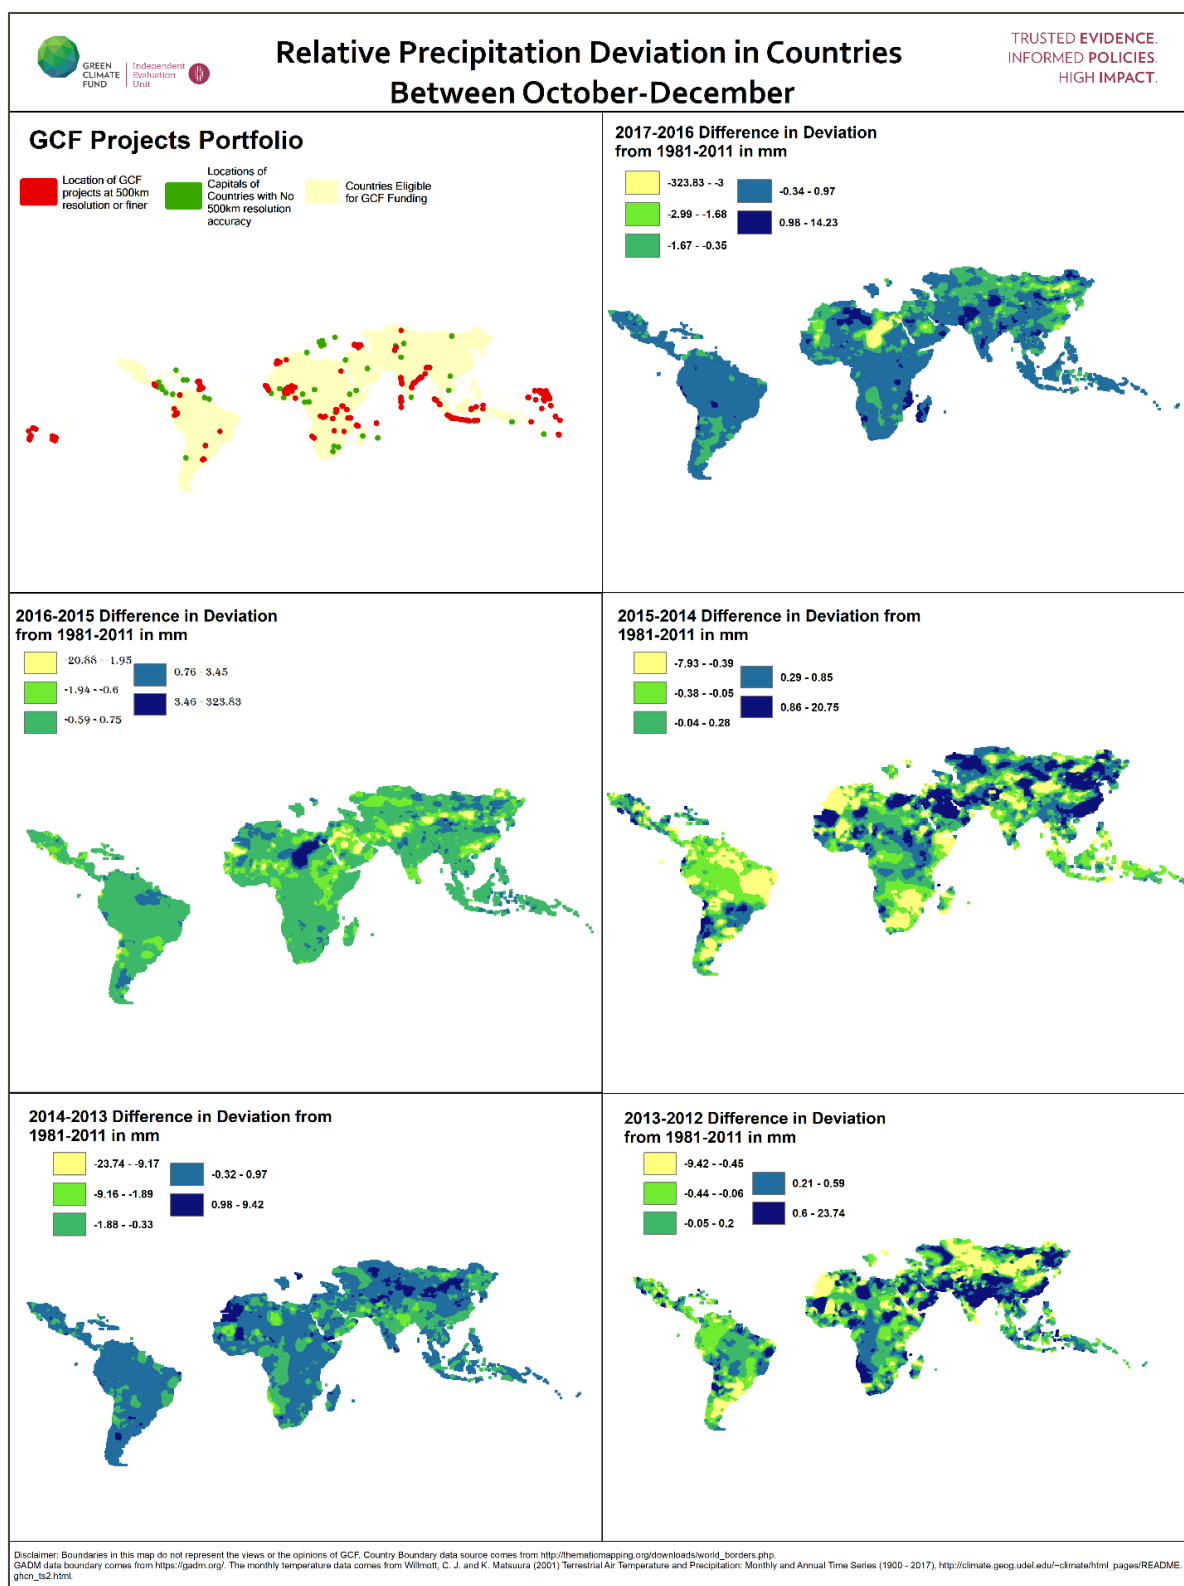 GREEN
CLIMATE
FUND
Independent
Evaluation
Unit
Relative Precipitation Deviation in Countries
Between October-December
TRUSTED EVIDENCE.
INFORMED POLICIES.
HIGH IMPACT.
GCF Projects Portfolio
Location of GCF
projects at 500km
resolution or finer
Locations of
Capitals of
Countries with No
500km resolution
accuracy
Countries Eligible
for GCF Funding
2017-2016 Difference in Deviation
from 1981-2011 in mm
-323.83 - -3
-2.99 - -1.68
-1.67 - -0.35
-0.34 - 0.97
0.98 - 14.23
2016-2015 Difference in Deviation
from 1981-2011 in mm
-20.88 - -1.95
-1.94 - -0.6
-0.59 - 0.75
0.76 - 3.45
3.46 - 323.83
2015-2014 Difference in Deviation from
1981-2011 in mm
-7.93 - -0.39
-0.38 - -0.05
-0.04 - 0.28
0.29 - 0.85
0.86 - 20.75
2014-2013 Difference in Deviation from
1981-2011 in mm
-23.74 - -9.17
-9.16 - -1.89
-1.88 - -0.33
-0.32 - 0.97
0.98 - 9.42
2013-2012 Difference in Deviation
from 1981-2011 in mm
-9.42 - -0.45
-0.44 - -0.06
-0.05 - 0.2
0.21 - 0.59
0.6 - 23.74
Disclaimer: Boundaries in this map do not represent the views or the opinions of GCF. Country Boundary data source comes from http://thematicmapping.org/downloads/world_borders.php.
GADM data boundary comes from https://gadm.org/. The monthly temperature data comes from Willmott, C. J. and K. Matsuura (2001) Terrestrial Air Temperature and Precipitation: Monthly and Annual Time Series (1900 - 2017), http://climate.geog.udel.edu/~climate/html_pages/README.
ghcn_ts2.html.